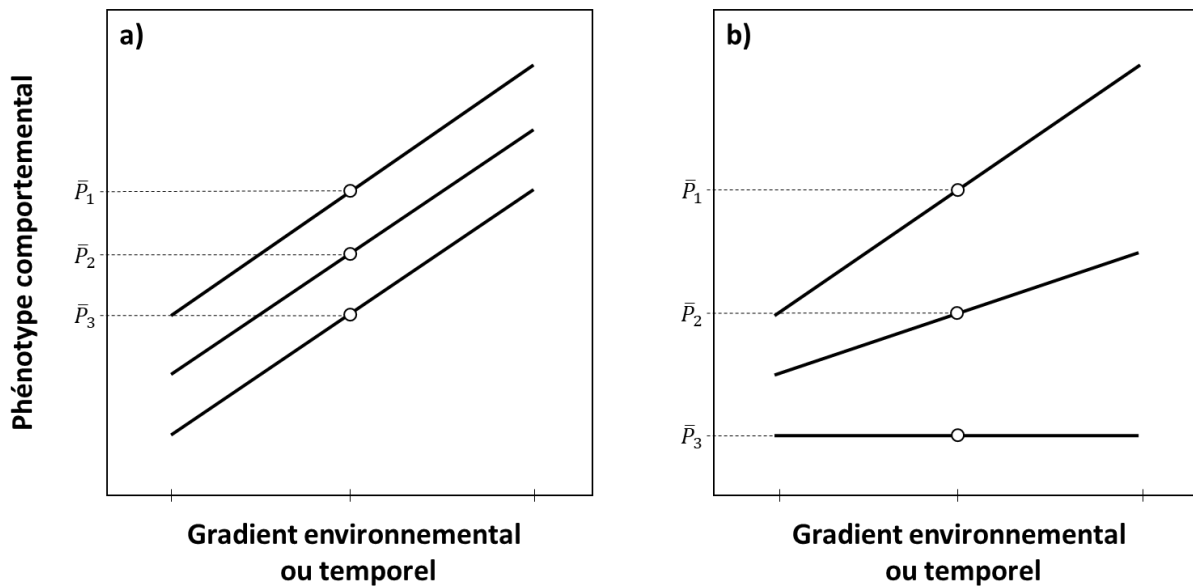 a)
Phénotype comportemental
P̄1
P̄2
P̄3
Gradient environnemental
ou temporel
b)
P̄1
P̄2
P̄3
Gradient environnemental
ou temporel